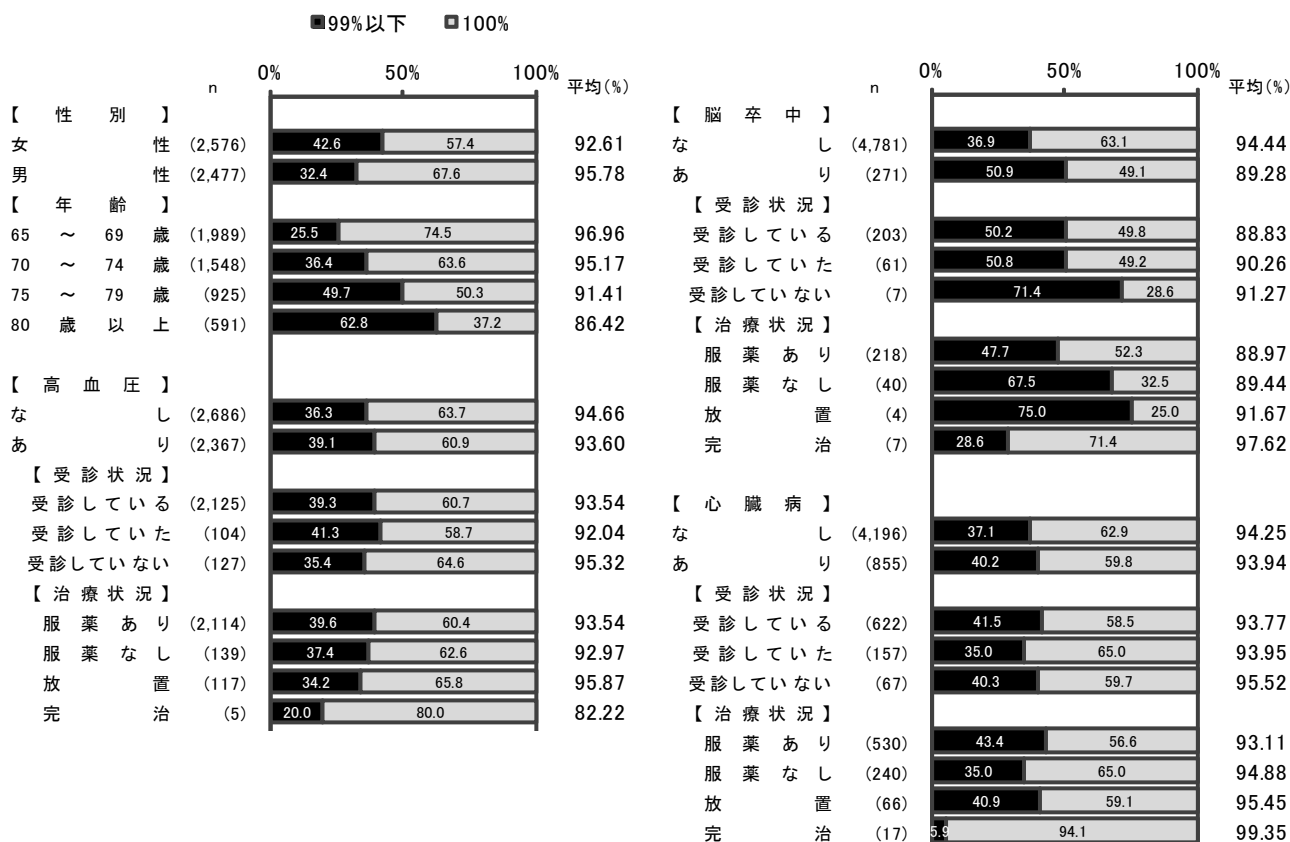 ■99%以下 □100%
n 0% 50% 100% 平均(%)
【 性 別 】
女 性 (2,576) 42.6 57.4 92.61
男 性 (2,477) 32.4 67.6 95.78
【 年 齢 】
65 ～ 69 歳 (1,989) 25.5 74.5 96.96
70 ～ 74 歳 (1,548) 36.4 63.6 95.17
75 ～ 79 歳 (925) 49.7 50.3 91.41
80 歳 以 上 (591) 62.8 37.2 86.42
【 高 血 圧 】
な し (2,686) 36.3 63.7 94.66
あ り (2,367) 39.1 60.9 93.60
【 受 診 状 況 】
受 診 し て い る (2,125) 39.3 60.7 93.54
受 診 し て い た (104) 41.3 58.7 92.04
受診していない (127) 35.4 64.6 95.32
【 治 療 状 況 】
服 薬 あ り (2,114) 39.6 60.4 93.54
服 薬 な し (139) 37.4 62.6 92.97
放 置 (117) 34.2 65.8 95.87
完 治 (5) 20.0 80.0 82.22
n 0% 50% 100% 平均(%)
【 脳 卒 中 】
な し (4,781) 36.9 63.1 94.44
あ り (271) 50.9 49.1 89.28
【 受 診 状 況 】
受 診 し て い る (203) 50.2 49.8 88.83
受 診 し て い た (61) 50.8 49.2 90.26
受診していない (7) 71.4 28.6 91.27
【 治 療 状 況 】
服 薬 あ り (218) 47.7 52.3 88.97
服 薬 な し (40) 67.5 32.5 89.44
放 置 (4) 75.0 25.0 91.67
完 治 (7) 28.6 71.4 97.62
【 心 臓 病 】
な し (4,196) 37.1 62.9 94.25
あ り (855) 40.2 59.8 93.94
【 受 診 状 況 】
受 診 し て い る (622) 41.5 58.5 93.77
受 診 し て い た (157) 35.0 65.0 93.95
受診していない (67) 40.3 59.7 95.52
【 治 療 状 況 】
服 薬 あ り (530) 43.4 56.6 93.11
服 薬 な し (240) 35.0 65.0 94.88
放 置 (66) 40.9 59.1 95.45
完 治 (17) 5.9 94.1 99.35